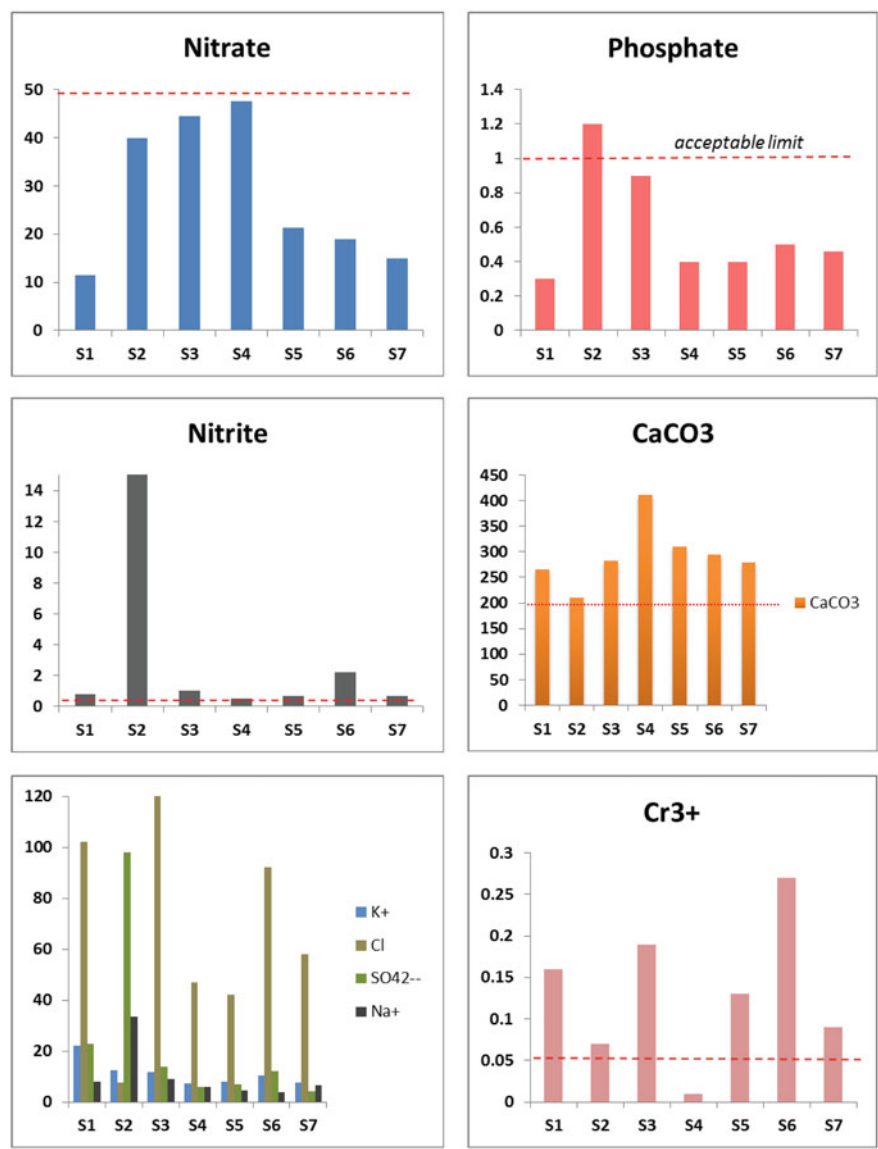 Nitrate
50
40
30
20
10
0
S1 S2 S3 S4 S5 S6 S7
Phosphate
1.4
1.2
acceptable limit
1
0.8
0.6
0.4
0.2
0
S1 S2 S3 S4 S5 S6 S7
Nitrite
14
12
10
8
6
4
2
0
S1 S2 S3 S4 S5 S6 S7
CaCO3
450
400
350
300
250
200
150
100
50
0
CaCO3
S1 S2 S3 S4 S5 S6 S7
120
100
80
60
40
20
0
K+
Cl
SO42--
Na+
S1 S2 S3 S4 S5 S6 S7
Cr3+
0.3
0.25
0.2
0.15
0.1
0.05
0
S1 S2 S3 S4 S5 S6 S7